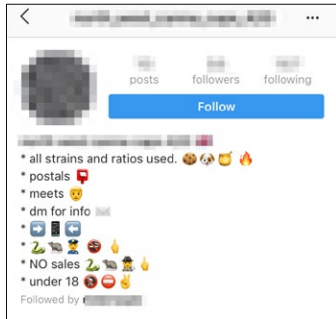 posts followers following
Follow
* all strains and ratios used. 🍪🐶🍯🔥
* postals 📮
* meets 👨
* dm for info ✉️
* ➡️📱⬅️
* 🐍🐀👮🚭🖕
* NO sales 🐍🐀🕵️🖕
* under 18 🔞⛔✌️
Followed by